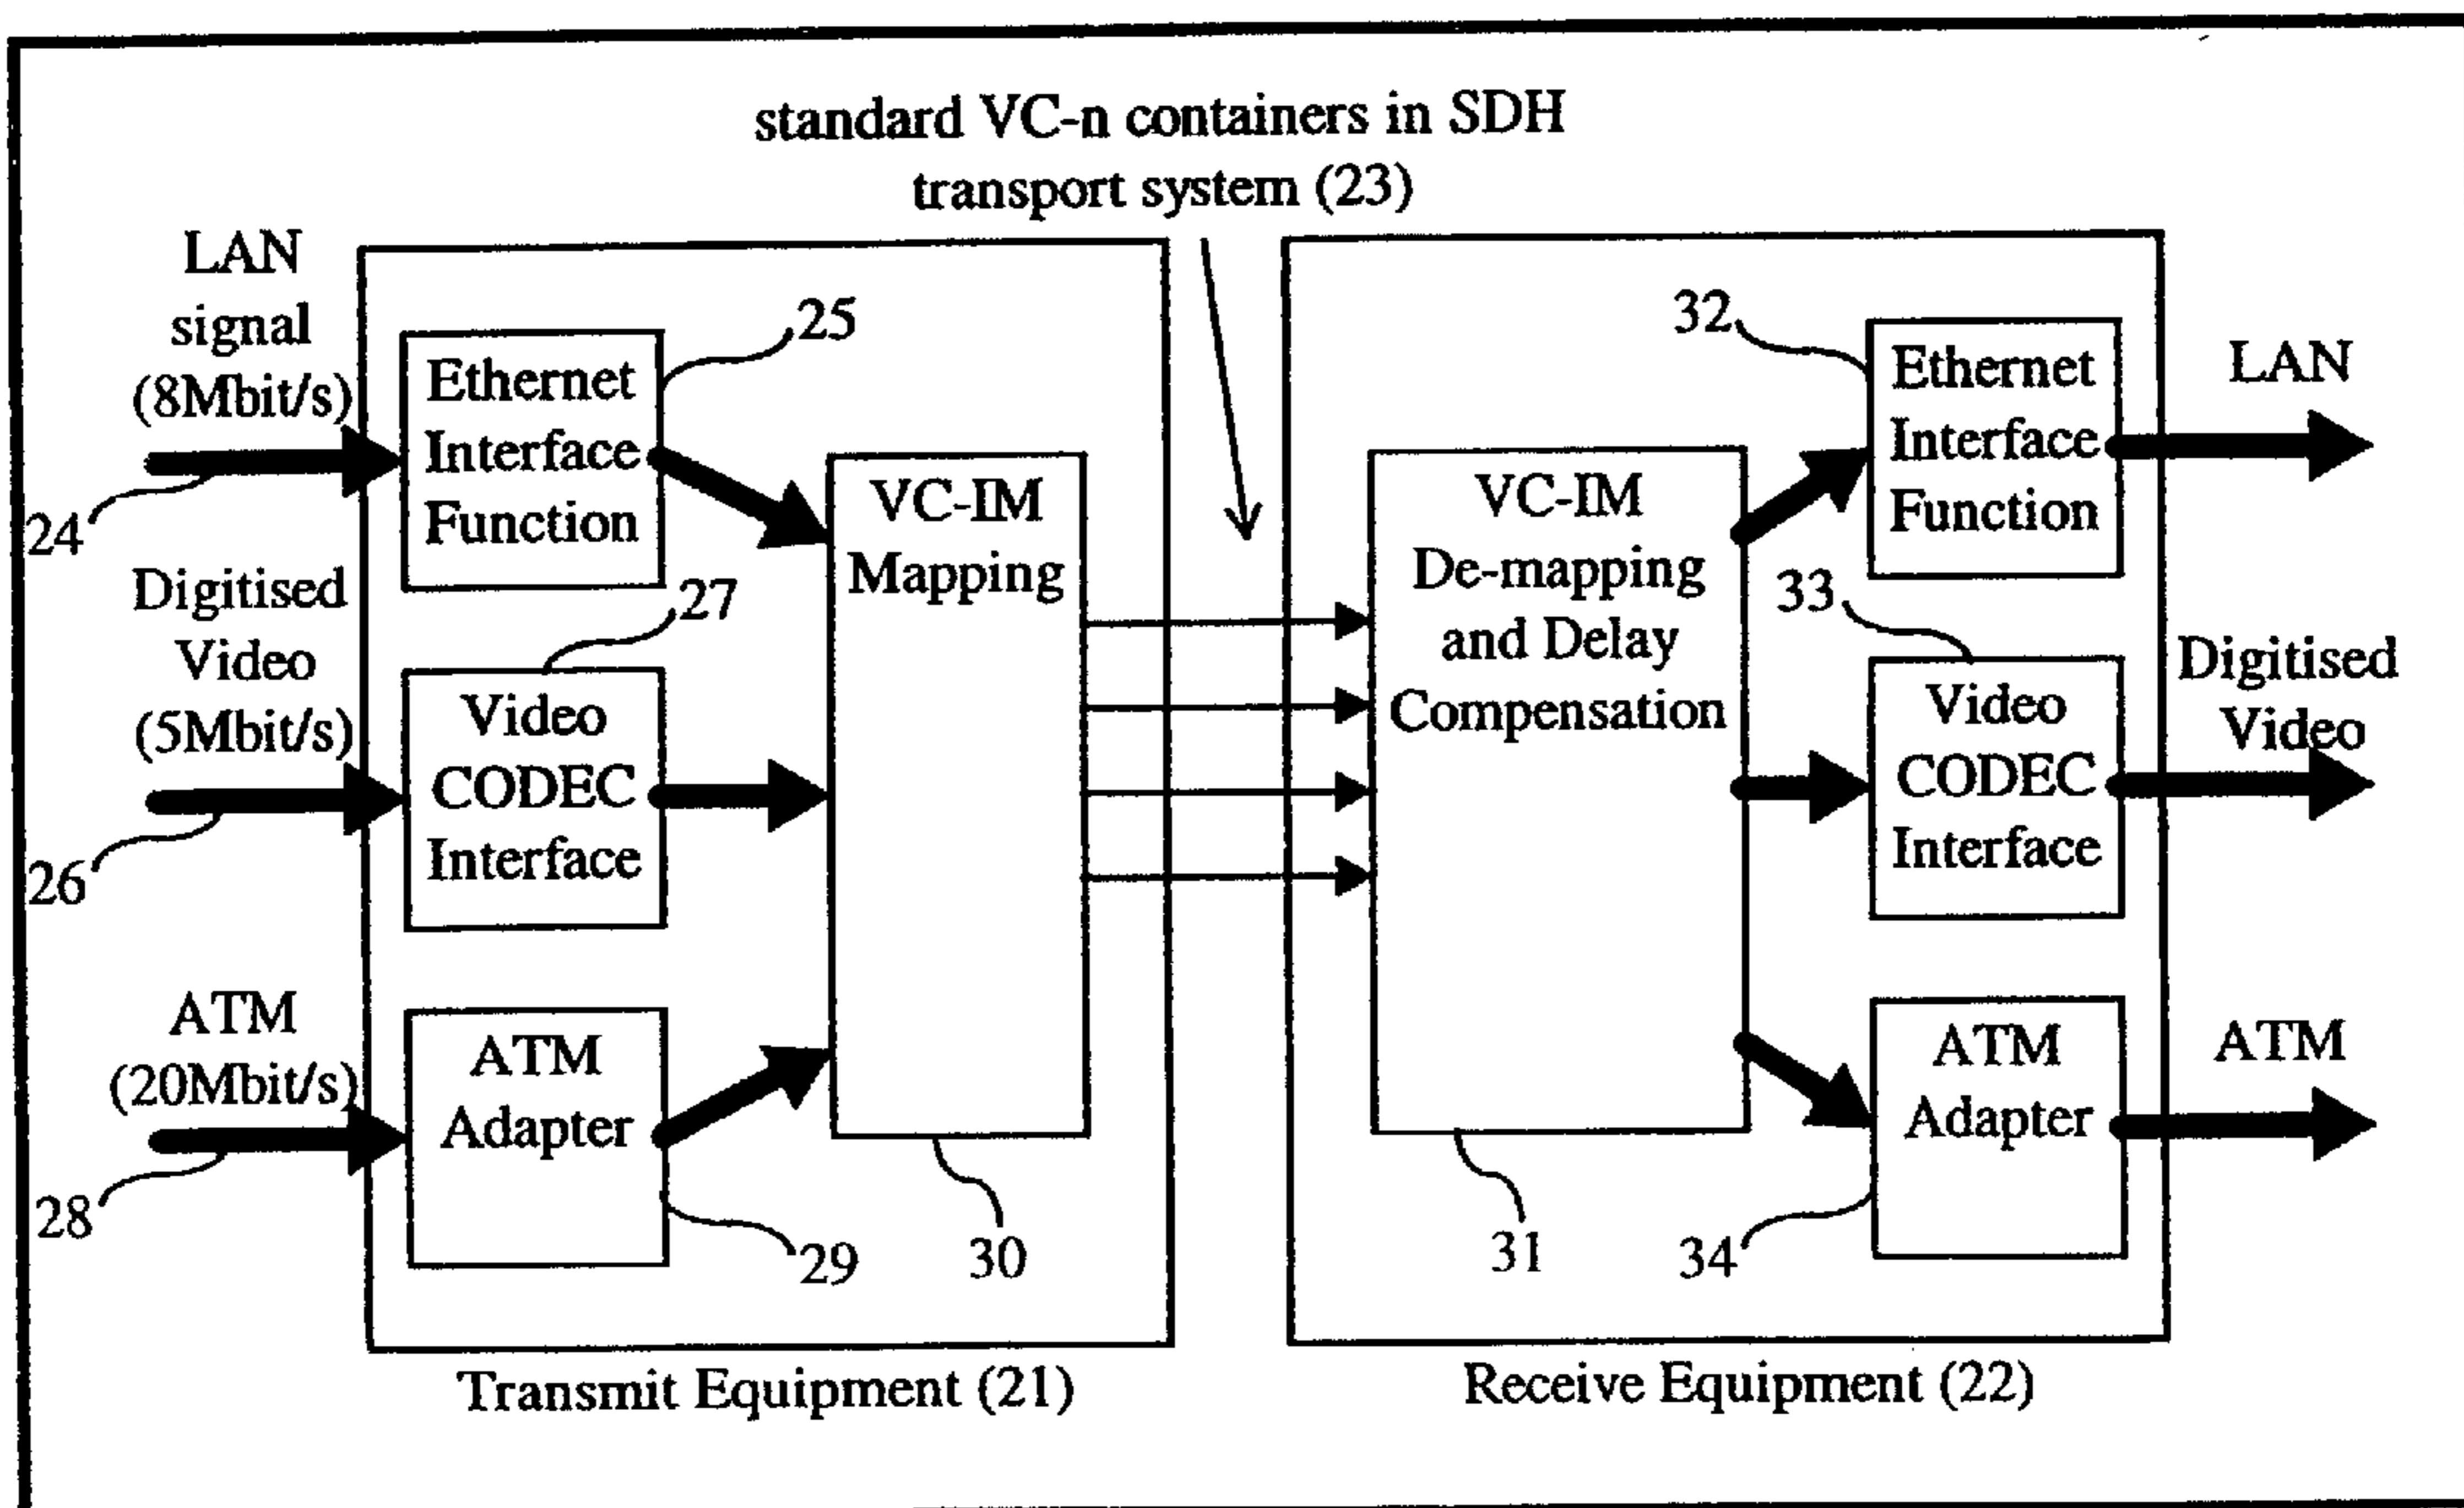 standard VC-n containers in SDH
transport system (23)
LAN
signal
(8Mbit/s)
24
Digitised
Video
(5Mbit/s)
26
ATM
(20Mbit/s)
28
Ethernet
Interface
Function
25
Video
CODEC
Interface
27
ATM
Adapter
29
VC-IM
Mapping
30
Transmit Equipment (21)
VC-IM
De-mapping
and Delay
Compensation
31
Ethernet
Interface
Function
32
Video
CODEC
Interface
33
ATM
Adapter
34
LAN
Digitised
Video
ATM
Receive Equipment (22)